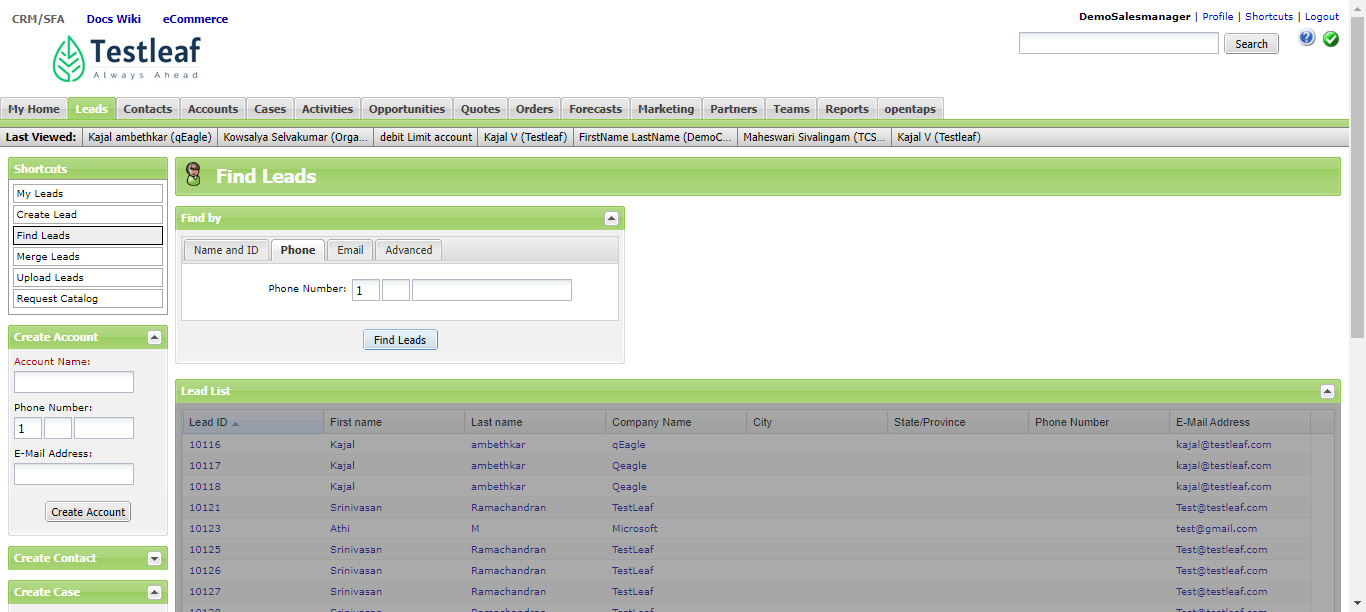 CRM/SFA Docs Wiki eCommerce
DemoSalesmanager | Profile | Shortcuts | Logout
Testleaf
Always Ahead
Search
My Home Leads Contacts Accounts Cases Activities Opportunities Quotes Orders Forecasts Marketing Partners Teams Reports opentaps
Last Viewed: Kajal ambethkar (qEagle) Kowsalya Selvakumar (Orga... debit Limit account Kajal V (Testleaf) FirstName LastName (DemoC... Maheswari Sivalingam (TCS... Kajal V (Testleaf)
Shortcuts
My Leads
Create Lead
Find Leads
Merge Leads
Upload Leads
Request Catalog
Create Account
Account Name:
Phone Number:
1
E-Mail Address:
Create Account
Create Contact
Create Case
Find Leads
Find by
Name and ID Phone Email Advanced
Phone Number: 1
Find Leads
Lead List
Lead ID First name Last name Company Name City State/Province Phone Number E-Mail Address
10116 Kajal ambethkar qEagle kajal@testleaf.com
10117 Kajal ambethkar Qeagle kajal@testleaf.com
10118 Kajal ambethkar Qeagle kajal@testleaf.com
10121 Srinivasan Ramachandran TestLeaf Test@testleaf.com
10123 Athi M Microsoft test@gmail.com
10125 Srinivasan Ramachandran TestLeaf Test@testleaf.com
10126 Srinivasan Ramachandran TestLeaf Test@testleaf.com
10127 Srinivasan Ramachandran TestLeaf Test@testleaf.com